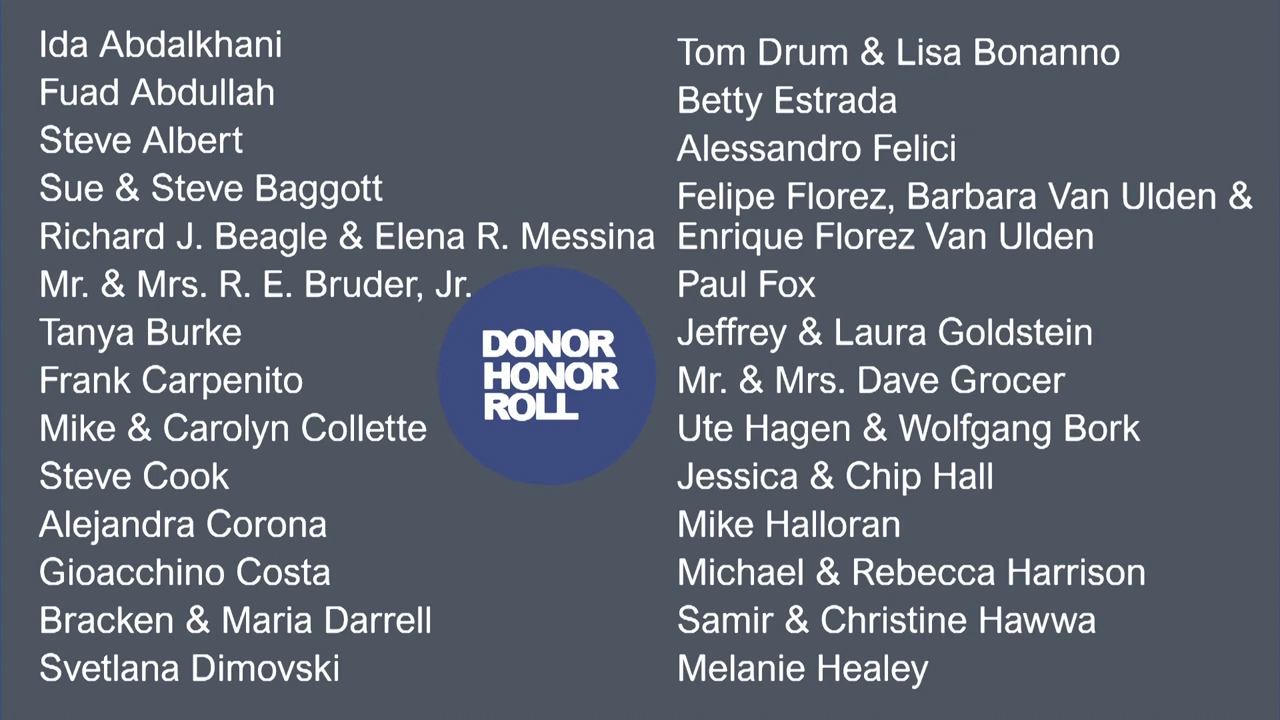 Ida Abdalkhani
Fuad Abdullah
Steve Albert
Sue & Steve Baggott
Richard J. Beagle & Elena R. Messina
Mr. & Mrs. R. E. Bruder, Jr.
Tanya Burke
Frank Carpenito
Mike & Carolyn Collette
Steve Cook
Alejandra Corona
Gioacchino Costa
Bracken & Maria Darrell
Svetlana Dimovski
DONOR
HONOR
ROLL
Tom Drum & Lisa Bonanno
Betty Estrada
Alessandro Felici
Felipe Florez, Barbara Van Ulden &
Enrique Florez Van Ulden
Paul Fox
Jeffrey & Laura Goldstein
Mr. & Mrs. Dave Grocer
Ute Hagen & Wolfgang Bork
Jessica & Chip Hall
Mike Halloran
Michael & Rebecca Harrison
Samir & Christine Hawwa
Melanie Healey